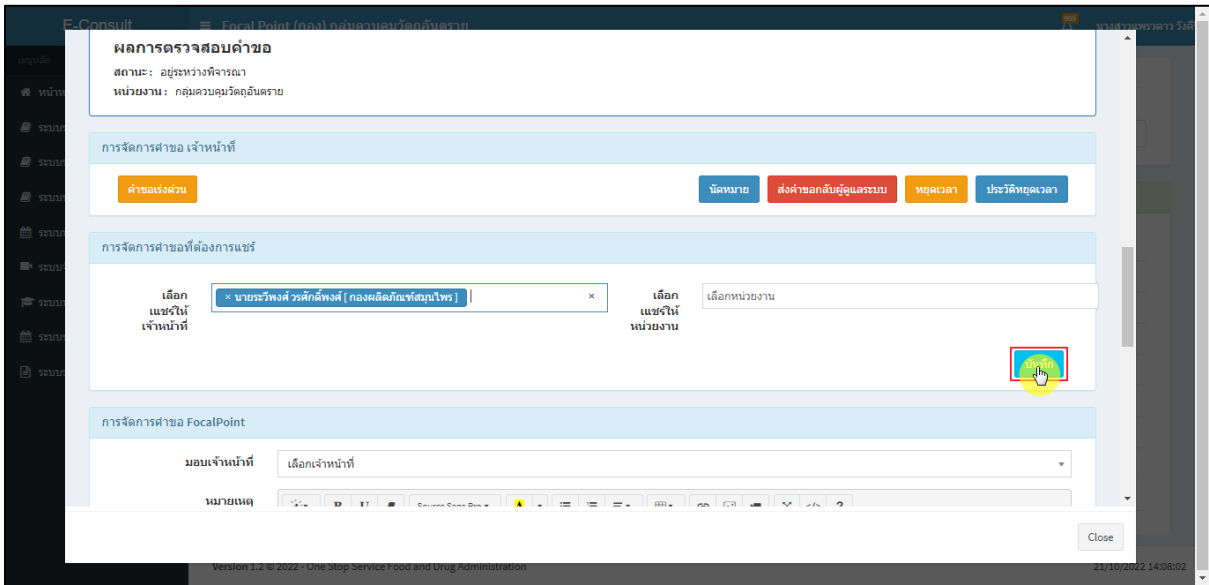 E-Consult
Focal Point (กอง) กลุ่มควบคุมวัตถุอันตราย
909
เมนูหลัก
ผลการตรวจสอบคำขอ
สถานะ : อยู่ระหว่างพิจารณา
หน่วยงาน : กลุ่มควบคุมวัตถุอันตราย
การจัดการคำขอ เจ้าหน้าที่
คำขอเร่งด่วน
นัดหมาย
ส่งคำขอกลับผู้ดูแลระบบ
หยุดเวลา
ประวัติหยุดเวลา
การจัดการคำขอที่ต้องการแชร์
เลือก
แชร์ให้
เจ้าหน้าที่
× นายระวีพงศ์ วรศักดิ์พงศ์ [ กองผลิตภัณฑ์สมุนไพร ]
×
เลือก
แชร์ให้
หน่วยงาน
เลือกหน่วยงาน
บันทึก
การจัดการคำขอ FocalPoint
มอบเจ้าหน้าที่
เลือกเจ้าหน้าที่
หมายเหตุ
Close
Version 1.2 © 2022 - One Stop Service Food and Drug Administration
21/10/2022 14:08:02